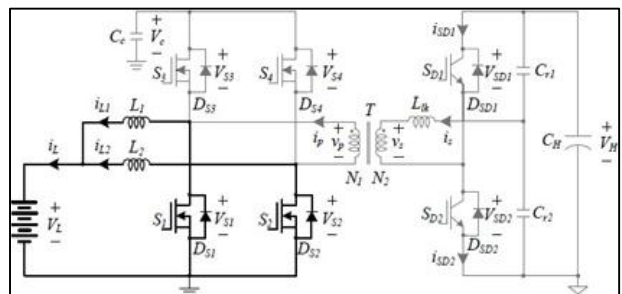 C_c + V_c −
S_3 D_S3 + V_S3 −
S_4 D_S4 + V_S4 −
i_SD1
S_D1 D_SD1 + V_SD1 −
C_r1
i_L1 L_1
i_L i_L2 L_2
i_p + v_p −
T
N_1 N_2
+ v_s −
L_lk
i_s
C_H + V_H −
+ V_L −
S_1 D_S1 + V_S1 −
S_2 D_S2 + V_S2 −
S_D2 D_SD2 + V_SD2 −
C_r2
i_SD2